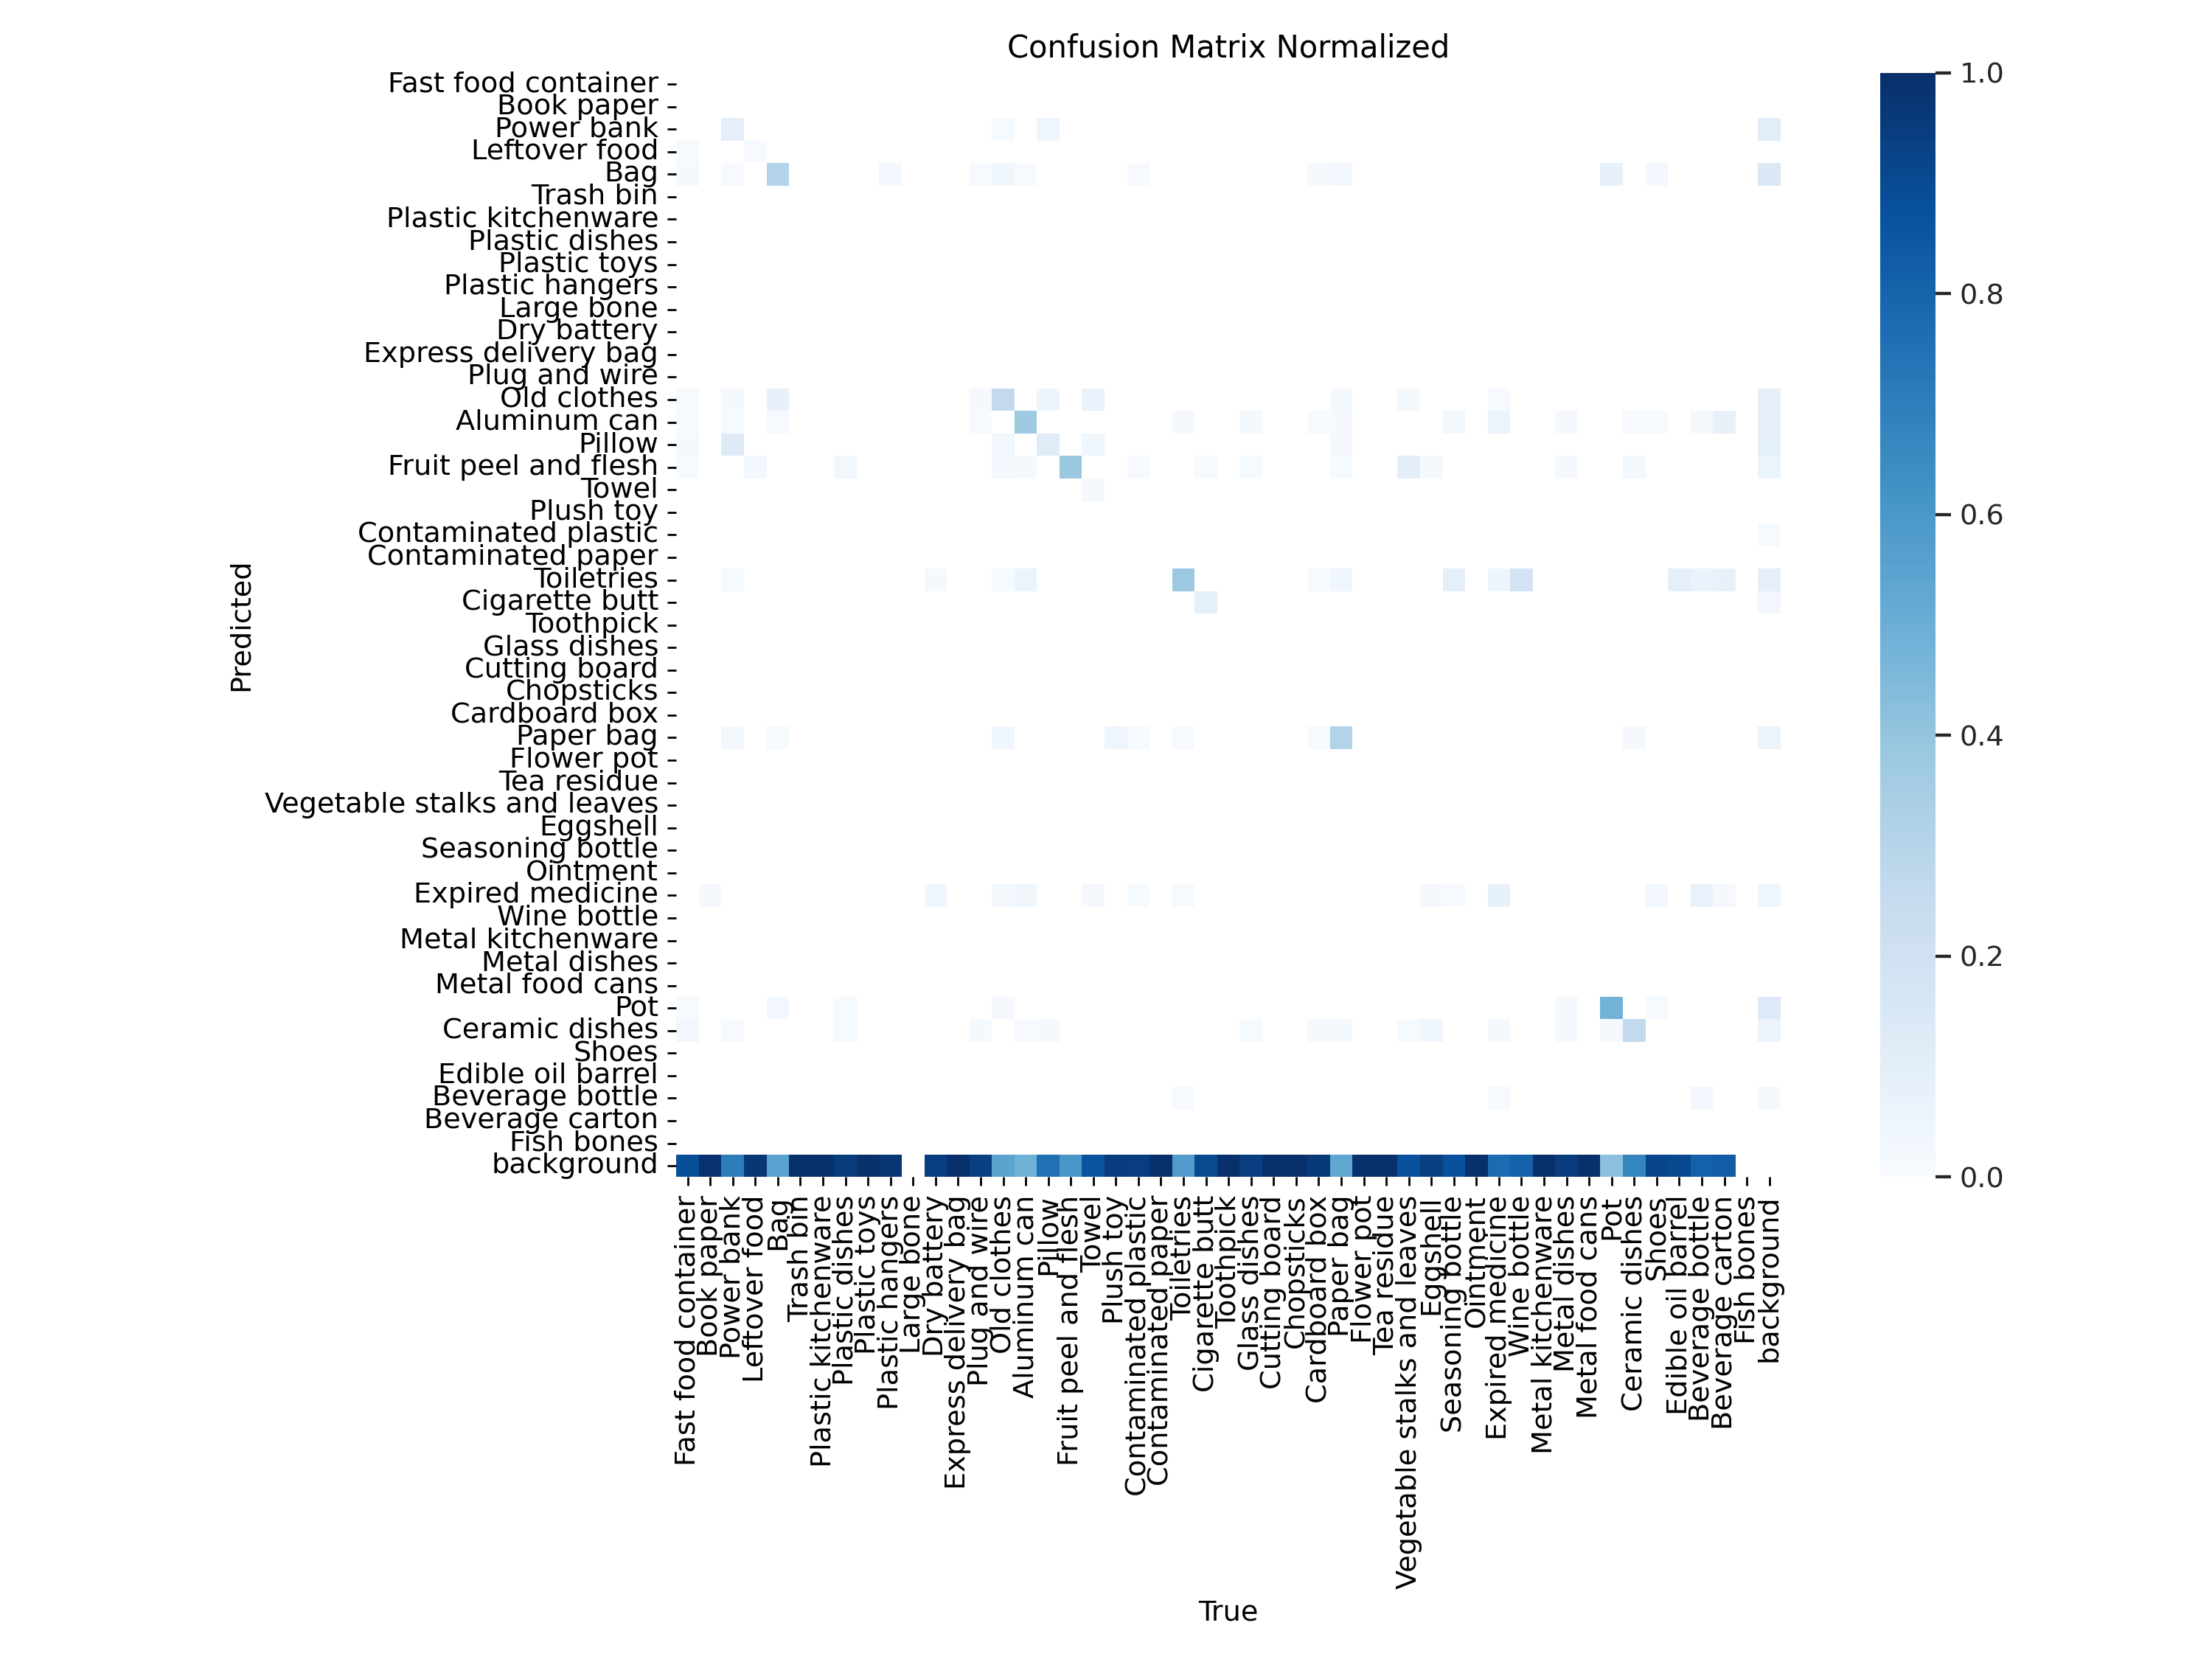 Confusion Matrix Normalized
Fast food container
Book paper
Power bank
Leftover food
Bag
Trash bin
Plastic kitchenware
Plastic dishes
Plastic toys
Plastic hangers
Large bone
Dry battery
Express delivery bag
Plug and wire
Old clothes
Aluminum can
Pillow
Fruit peel and flesh
Towel
Plush toy
Contaminated plastic
Contaminated paper
Toiletries
Cigarette butt
Toothpick
Glass dishes
Cutting board
Chopsticks
Cardboard box
Paper bag
Flower pot
Tea residue
Vegetable stalks and leaves
Eggshell
Seasoning bottle
Ointment
Expired medicine
Wine bottle
Metal kitchenware
Metal dishes
Metal food cans
Pot
Ceramic dishes
Shoes
Edible oil barrel
Beverage bottle
Beverage carton
Fish bones
background
Predicted
Fast food container
Book paper
Power bank
Leftover food
Bag
Trash bin
Plastic kitchenware
Plastic dishes
Plastic toys
Plastic hangers
Large bone
Dry battery
Express delivery bag
Plug and wire
Old clothes
Aluminum can
Pillow
Fruit peel and flesh
Towel
Plush toy
Contaminated plastic
Contaminated paper
Toiletries
Cigarette butt
Toothpick
Glass dishes
Cutting board
Chopsticks
Cardboard box
Paper bag
Flower pot
Tea residue
Vegetable stalks and leaves
Eggshell
Seasoning bottle
Ointment
Expired medicine
Wine bottle
Metal kitchenware
Metal dishes
Metal food cans
Pot
Ceramic dishes
Shoes
Edible oil barrel
Beverage bottle
Beverage carton
Fish bones
background
True
1.0
0.8
0.6
0.4
0.2
0.0